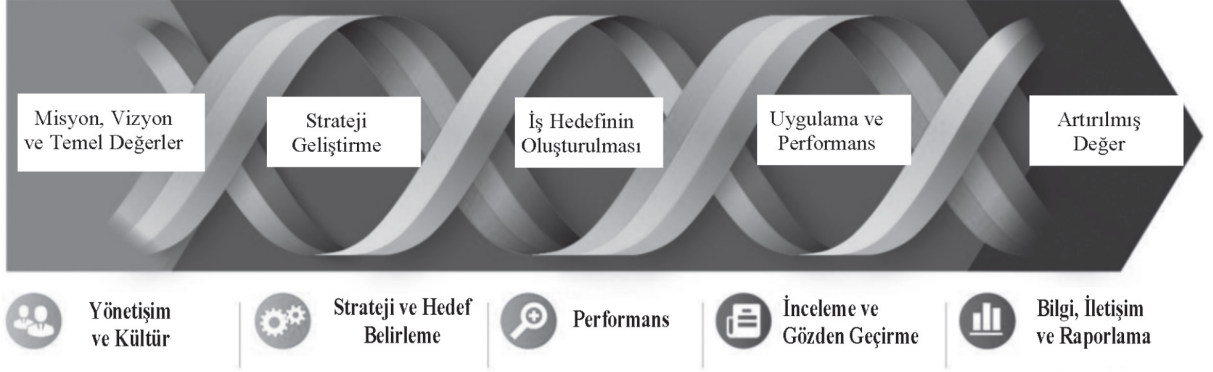 Misyon, Vizyon
ve Temel Değerler
Strateji
Geliştirme
İş Hedefinin
Oluşturulması
Uygulama ve
Performans
Artırılmış
Değer
Yönetişim
ve Kültür
Strateji ve Hedef
Belirleme
Performans
İnceleme ve
Gözden Geçirme
Bilgi, İletişim
ve Raporlama